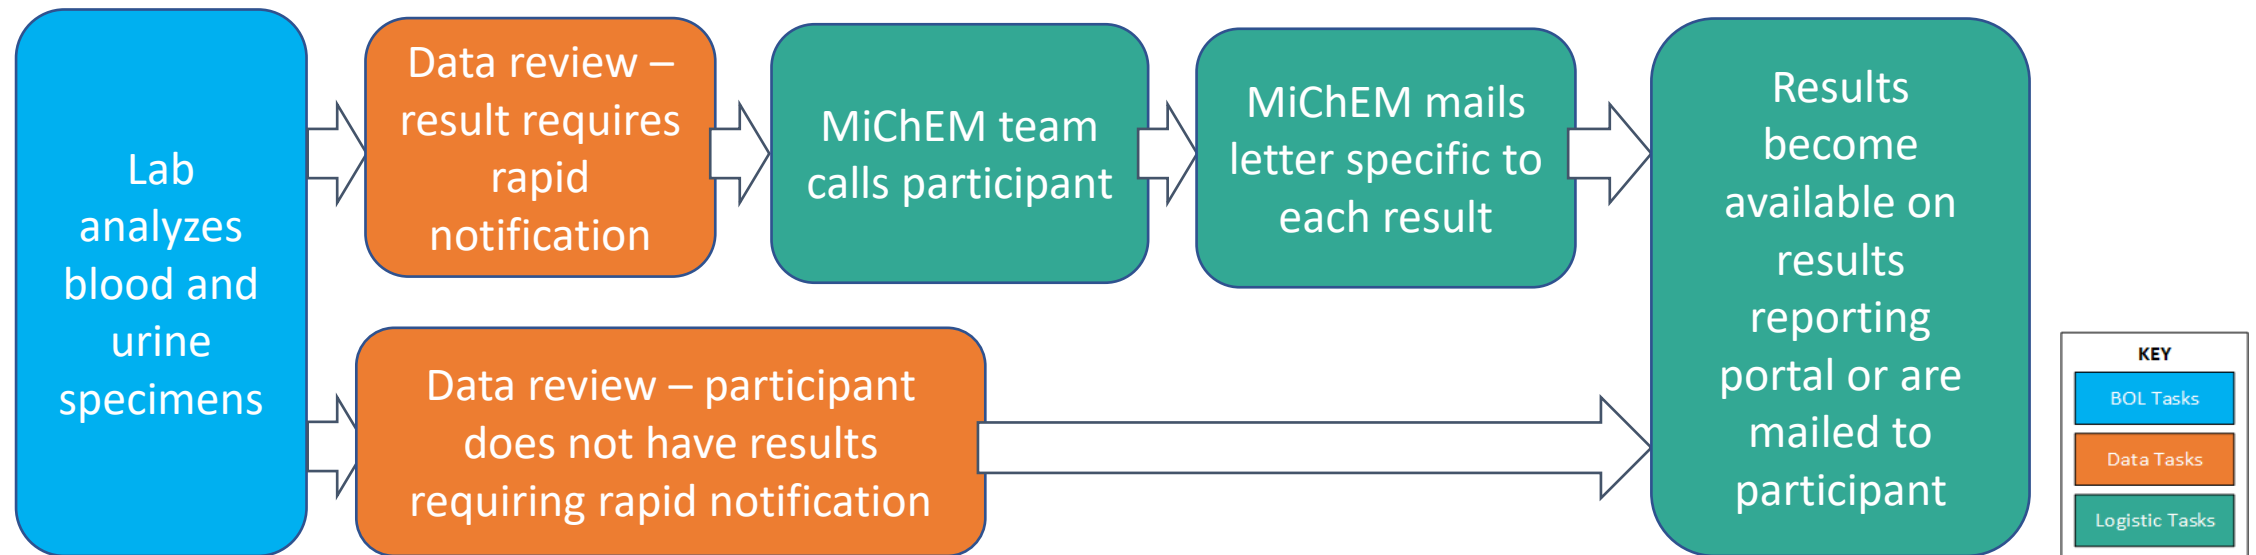 Lab
analyzes
blood and
urine
specimens
Data review –
result requires
rapid
notification
MiChEM team
calls participant
MiChEM mails
letter specific to
each result
Data review – participant
does not have results
requiring rapid notification
Results
become
available on
results
reporting
portal or are
mailed to
participant
KEY
BOL Tasks
Data Tasks
Logistic Tasks